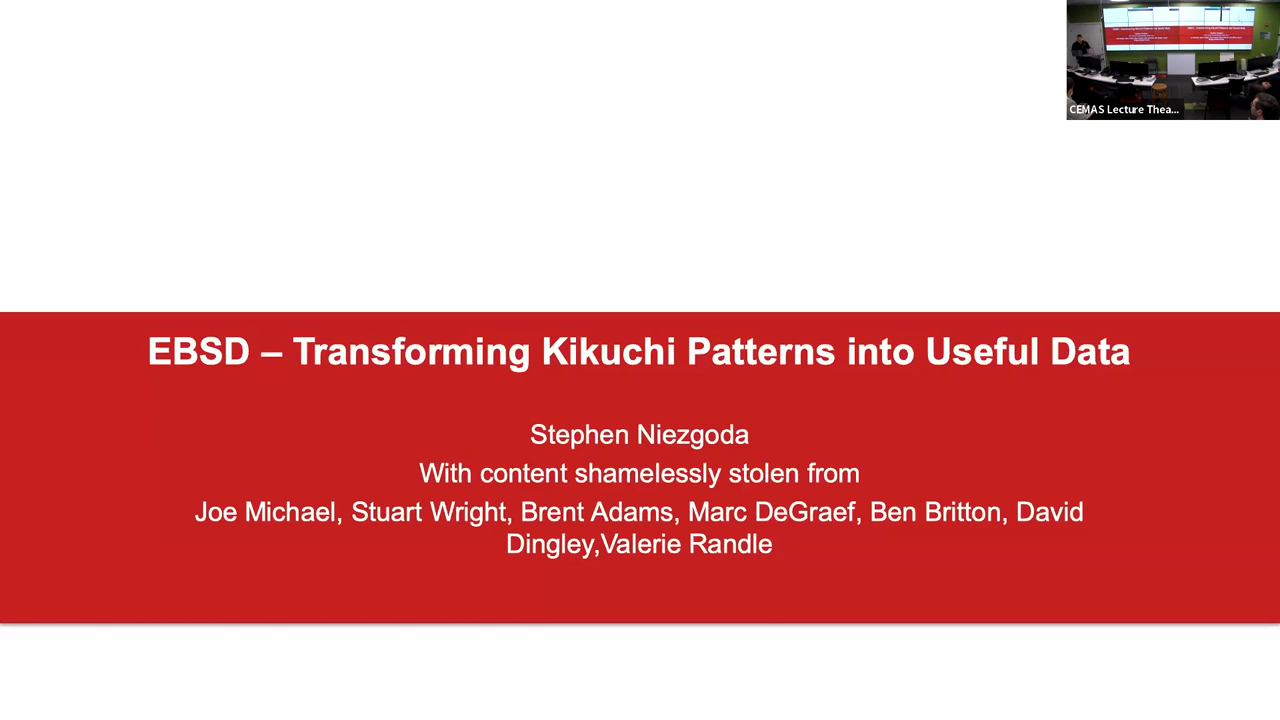 CEMAS Lecture Thea...
EBSD – Transforming Kikuchi Patterns into Useful Data
Stephen Niezgoda
With content shamelessly stolen from
Joe Michael, Stuart Wright, Brent Adams, Marc DeGraef, Ben Britton, David
Dingley,Valerie Randle